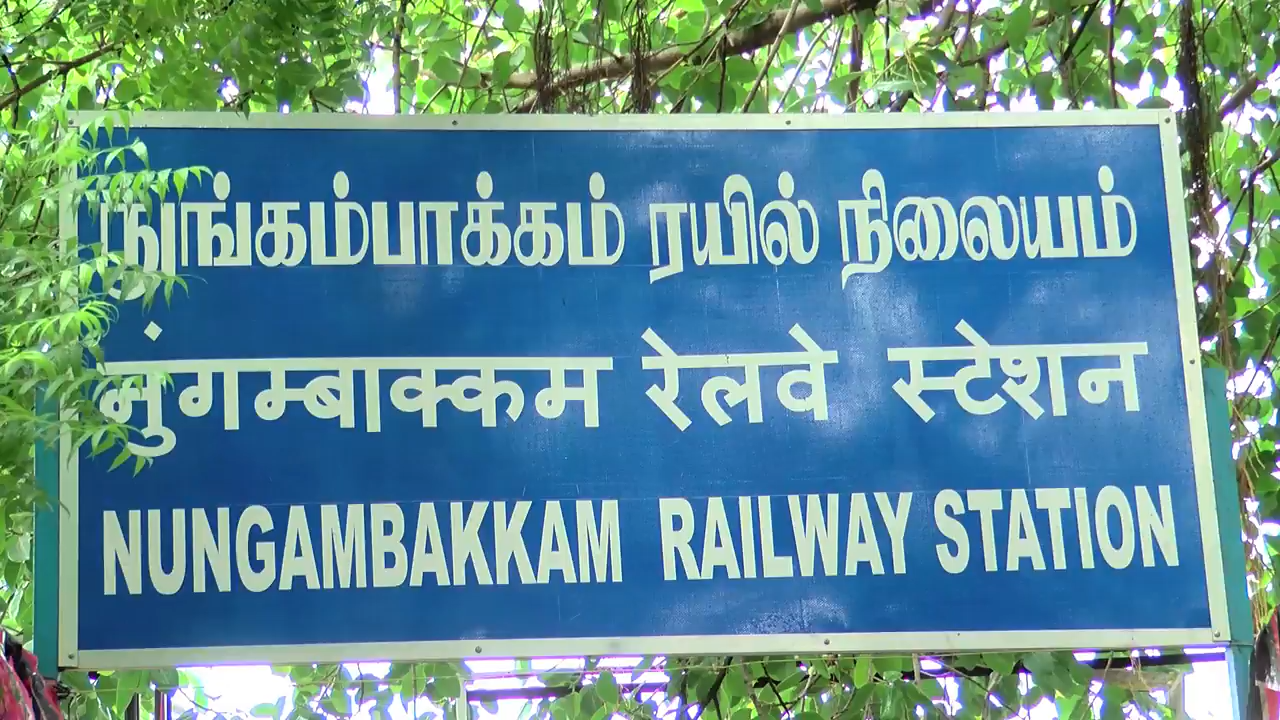 நுங்கம்பாக்கம் ரயில் நிலையம்
नुंगम्बाक्कम रेलवे स्टेशन
NUNGAMBAKKAM RAILWAY STATION